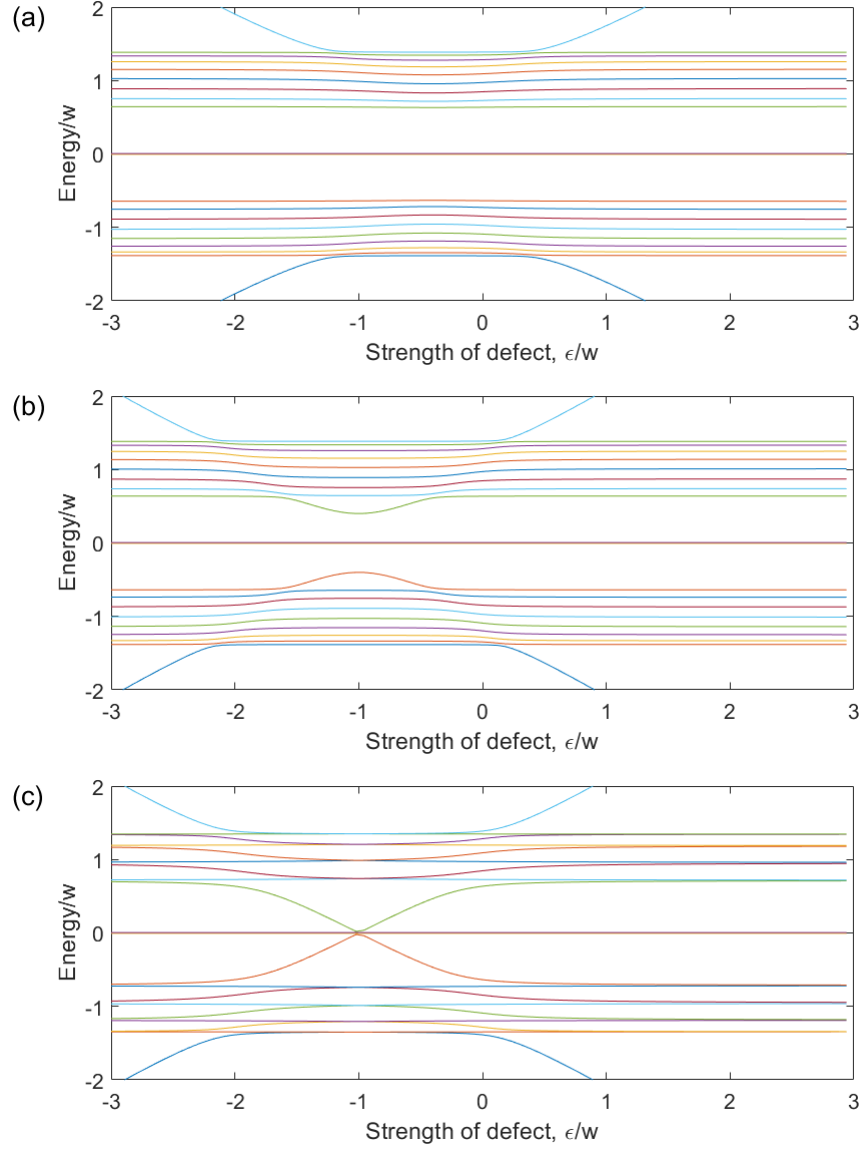 (a)
2
1
0
-1
-2
Energy/w
-3 -2 -1 0 1 2 3
Strength of defect, ϵ/w
(b)
2
1
0
-1
-2
Energy/w
-3 -2 -1 0 1 2 3
Strength of defect, ϵ/w
(c)
2
1
0
-1
-2
Energy/w
-3 -2 -1 0 1 2 3
Strength of defect, ϵ/w